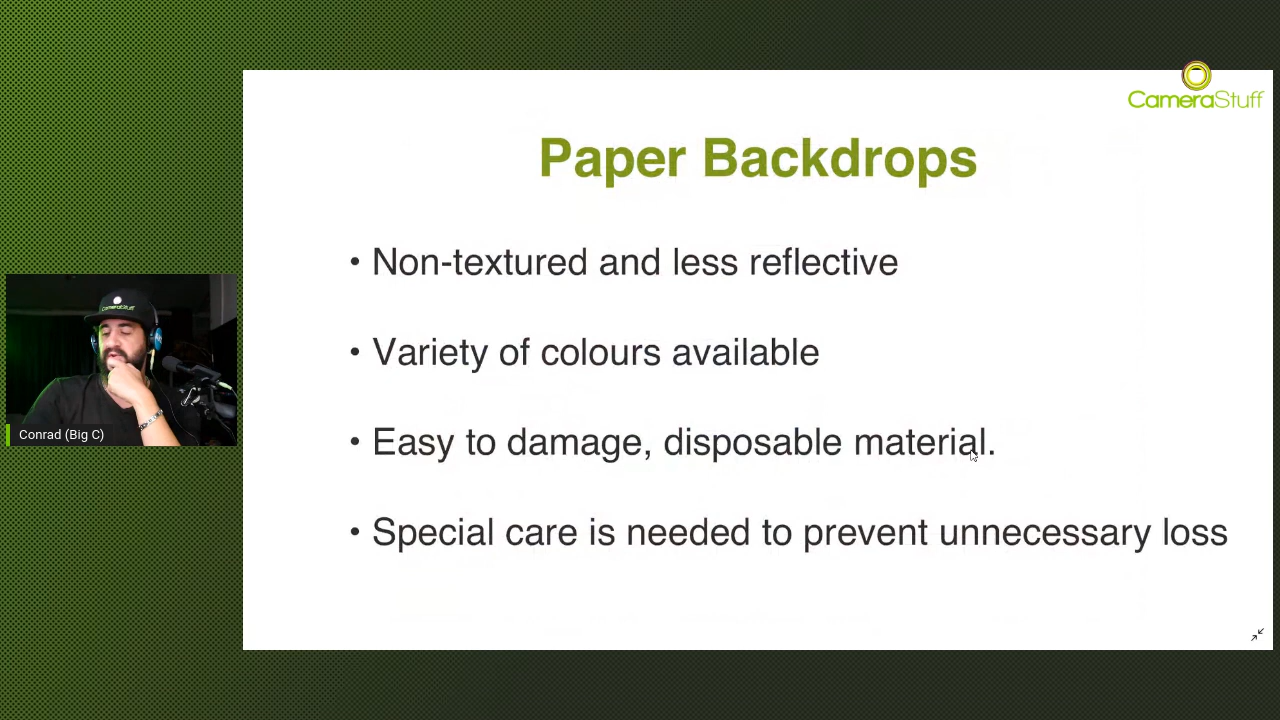 CameraStuff
Paper Backdrops
• Non-textured and less reflective
• Variety of colours available
• Easy to damage, disposable material.
• Special care is needed to prevent unnecessary loss
CameraStuff
Conrad (Big C)